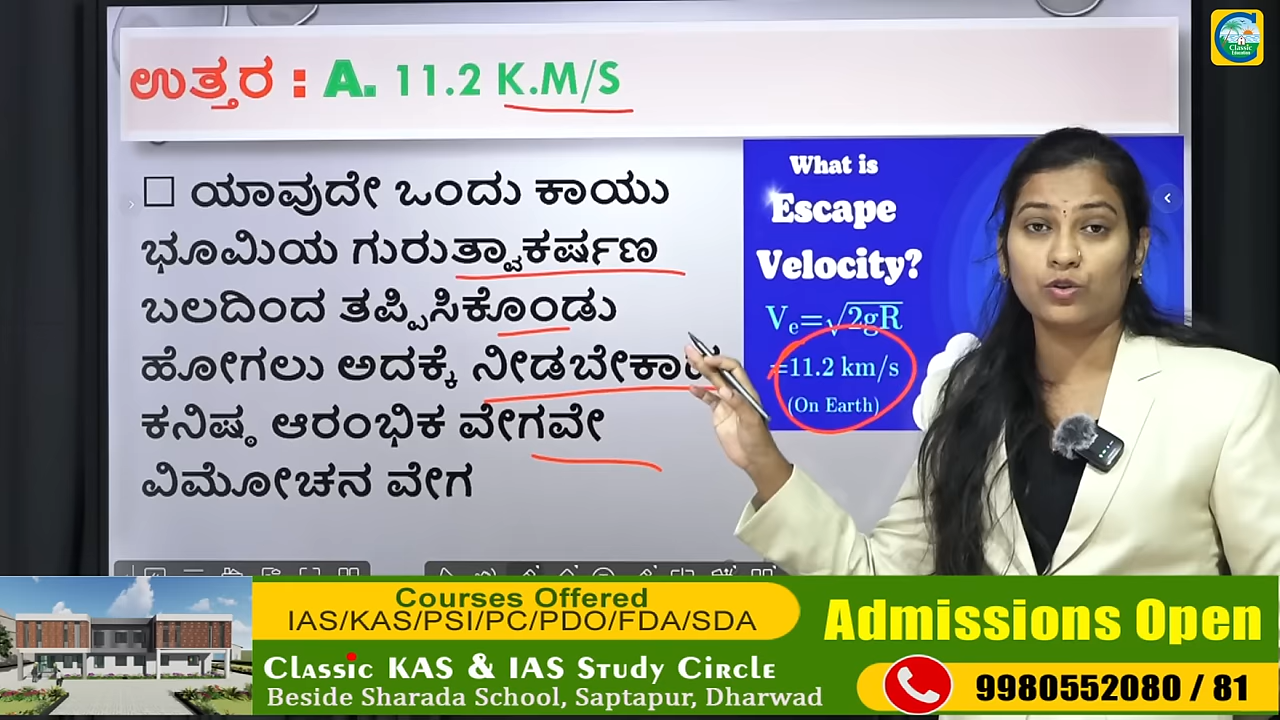 ಉತ್ತರ : A. 11.2 K.M/S
□ ಯಾವುದೇ ಒಂದು ಕಾಯು
ಭೂಮಿಯ ಗುರುತ್ವಾಕರ್ಷಣ
ಬಲದಿಂದ ತಪ್ಪಿಸಿಕೊಂಡು
ಹೋಗಲು ಅದಕ್ಕೆ
ಕನಿಷ್ಠ ಆರಂಭಿಕ ವೇಗವೇ
ವಿಮೋಚನ ವೇಗ
What is
Escape
Velocity?
Vₑ=√2gR
=11.2 km/s
(On Earth)
Classic
Education
Courses Offered
IAS/KAS/PSI/PC/PDO/FDA/SDA
Classic KAS & IAS Study Circle
Beside Sharada School, Saptapur, Dharwad
Admissions Open
9980552080 / 81